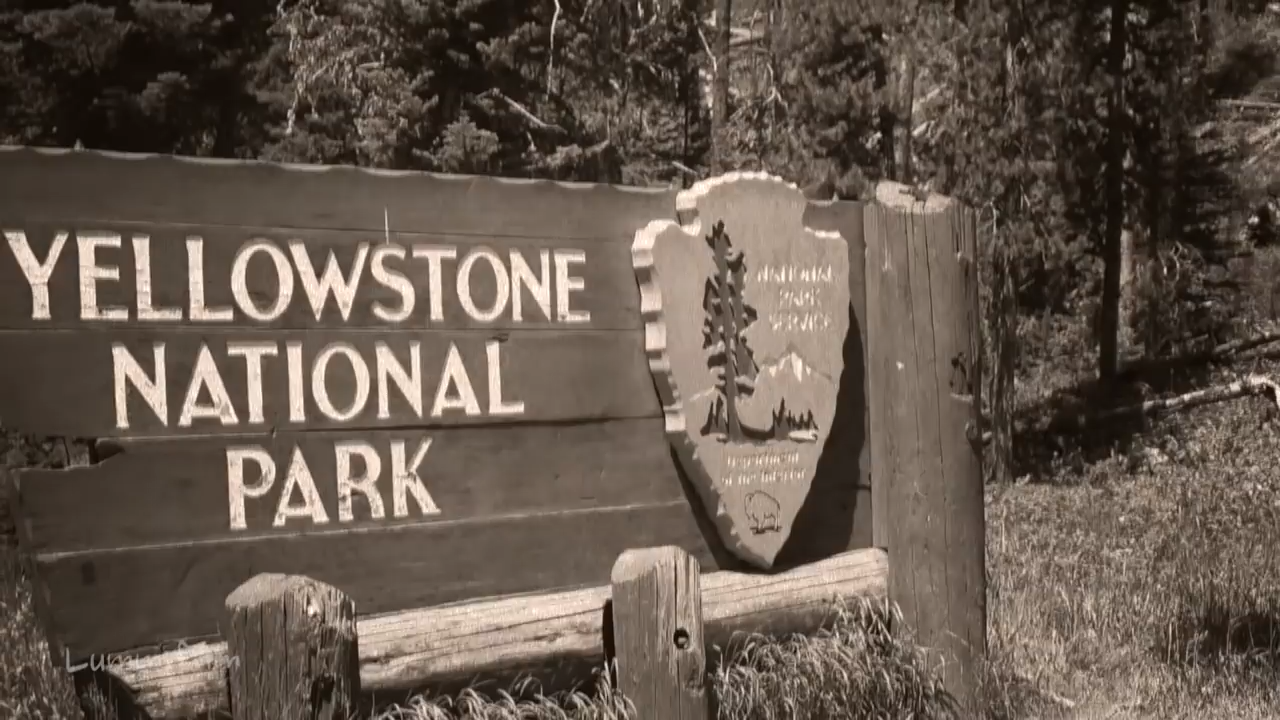 YELLOWSTONE
NATIONAL
PARK
NATIONAL
PARK
SERVICE